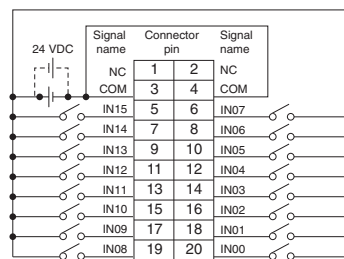 Signal name Connector pin Signal name
24 VDC
NC 1 2 NC
COM 3 4 COM
IN15 5 6 IN07
IN14 7 8 IN06
IN13 9 10 IN05
IN12 11 12 IN04
IN11 13 14 IN03
IN10 15 16 IN02
IN09 17 18 IN01
IN08 19 20 IN00